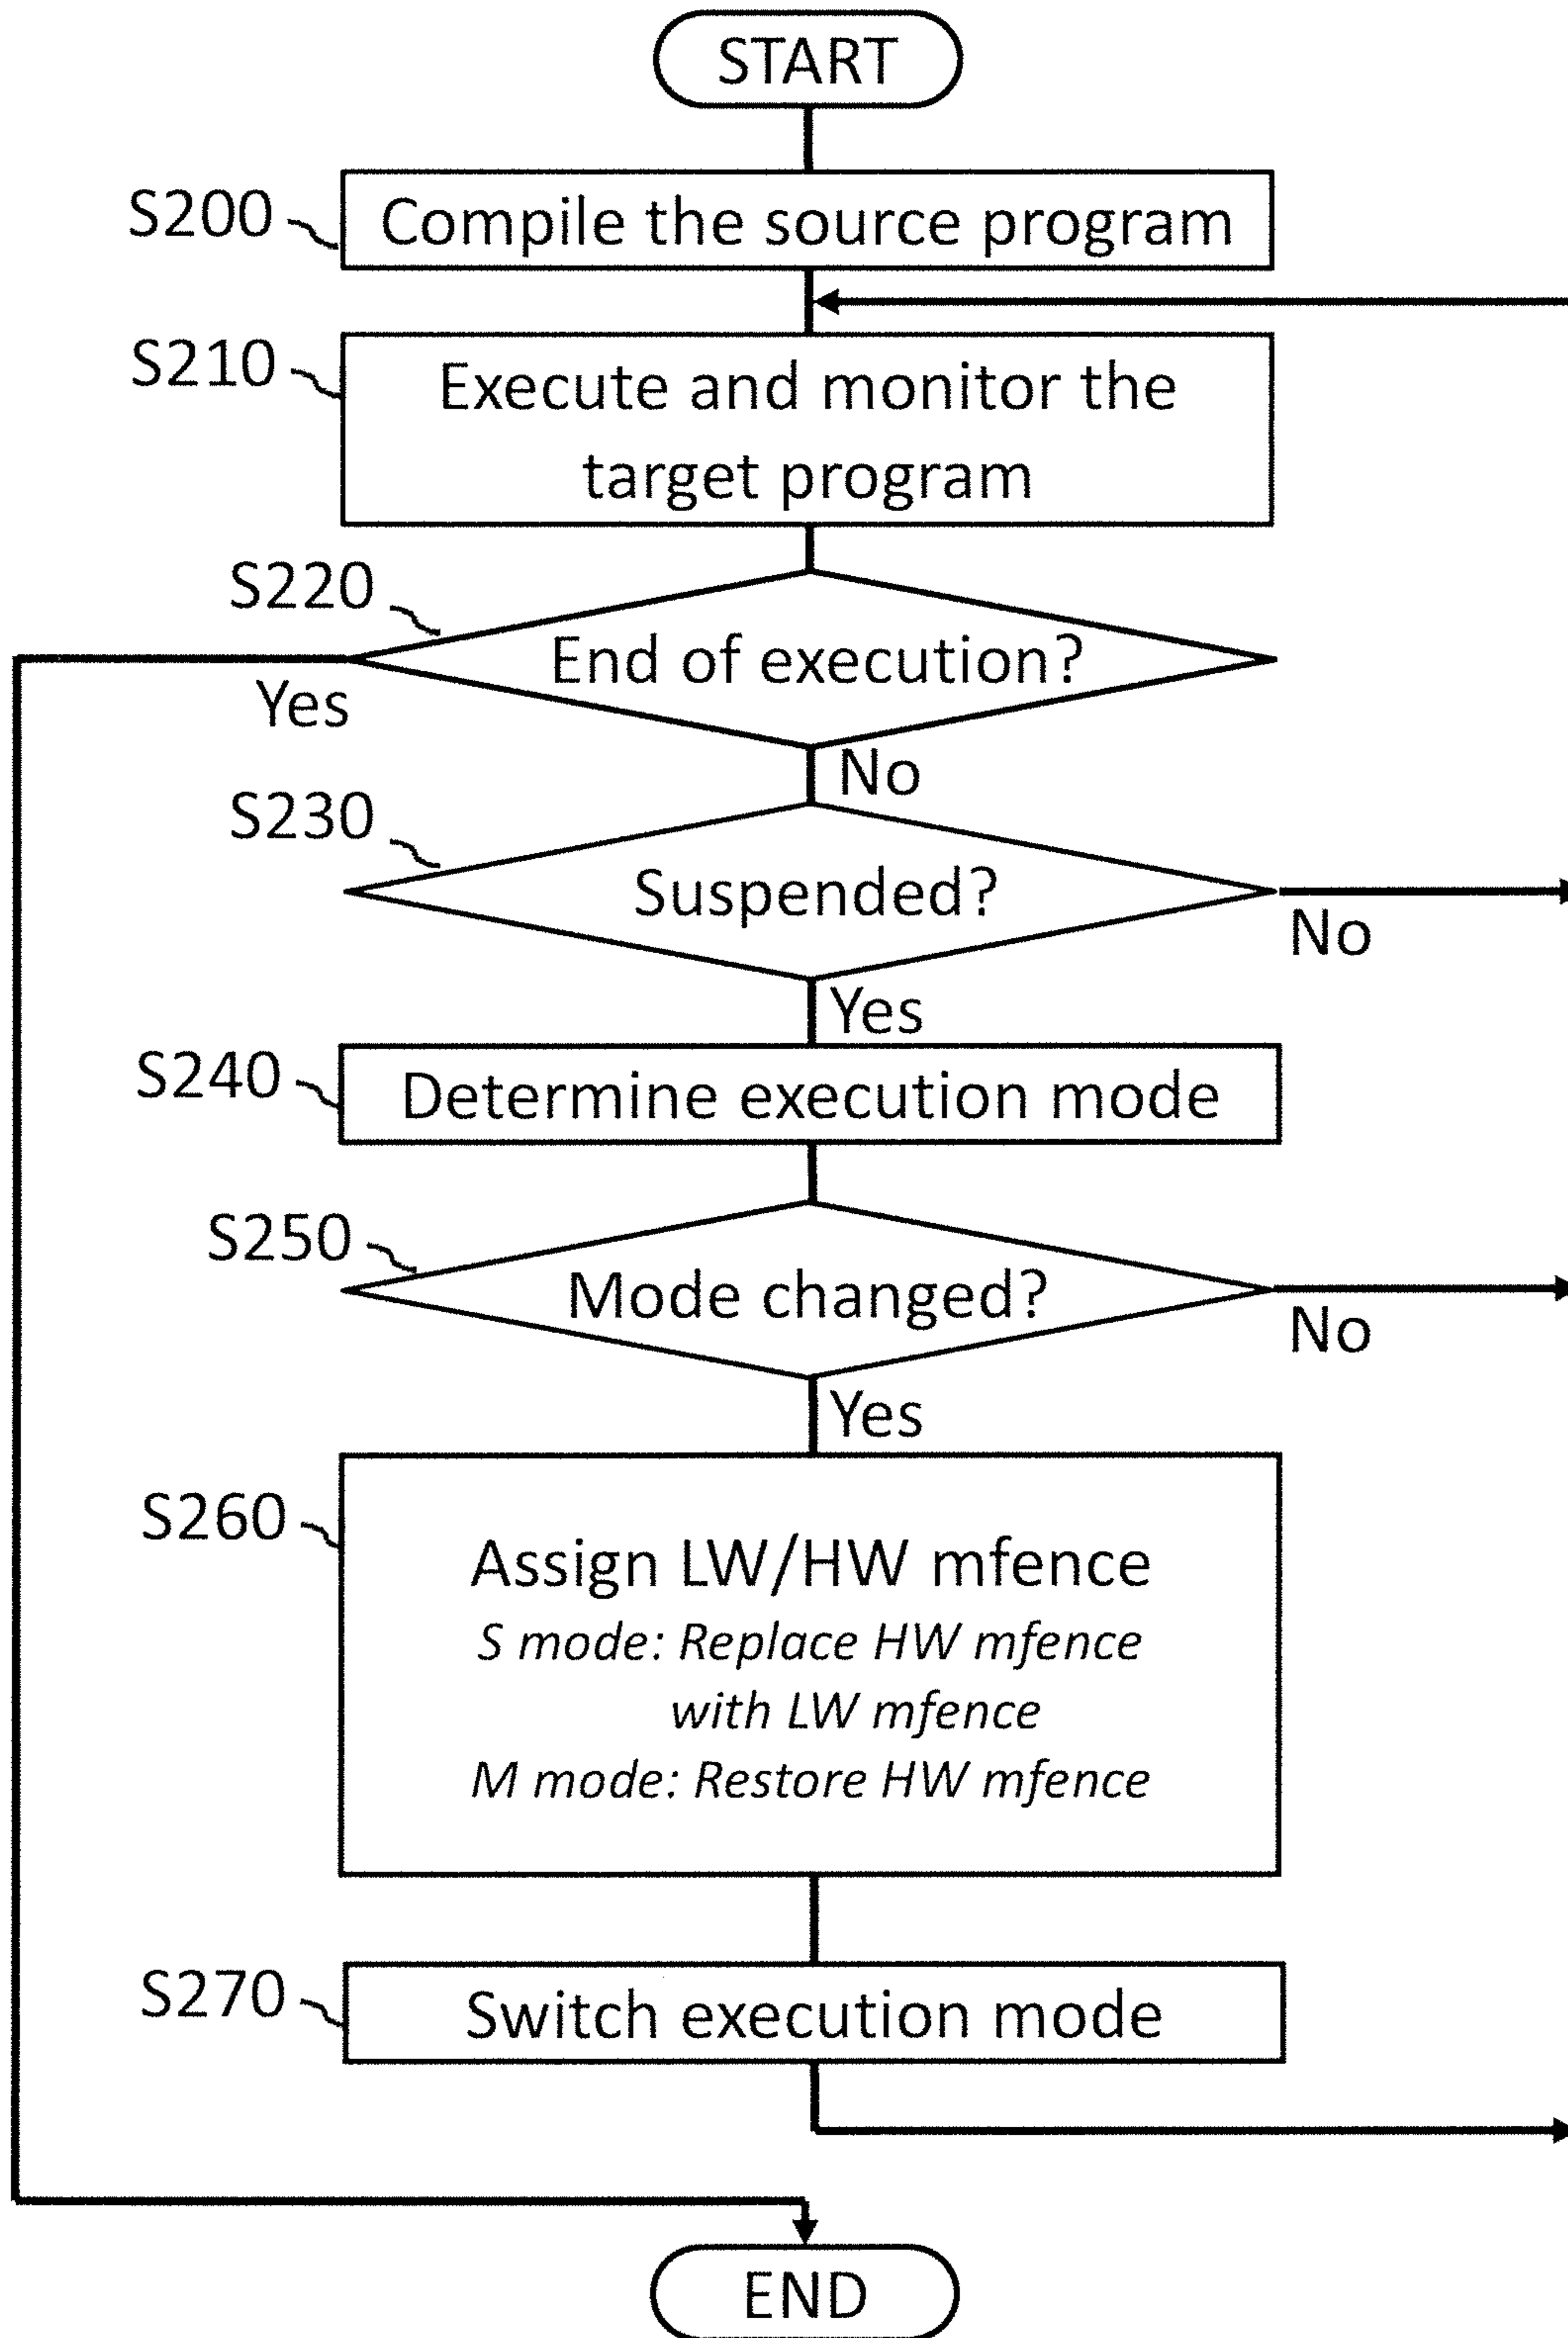 START
S200
Compile the source program
S210
Execute and monitor the
target program
S220
End of execution?
Yes
No
S230
Suspended?
No
Yes
S240
Determine execution mode
S250
Mode changed?
No
Yes
S260
Assign LW/HW mfence
S mode: Replace HW mfence
with LW mfence
M mode: Restore HW mfence
S270
Switch execution mode
END